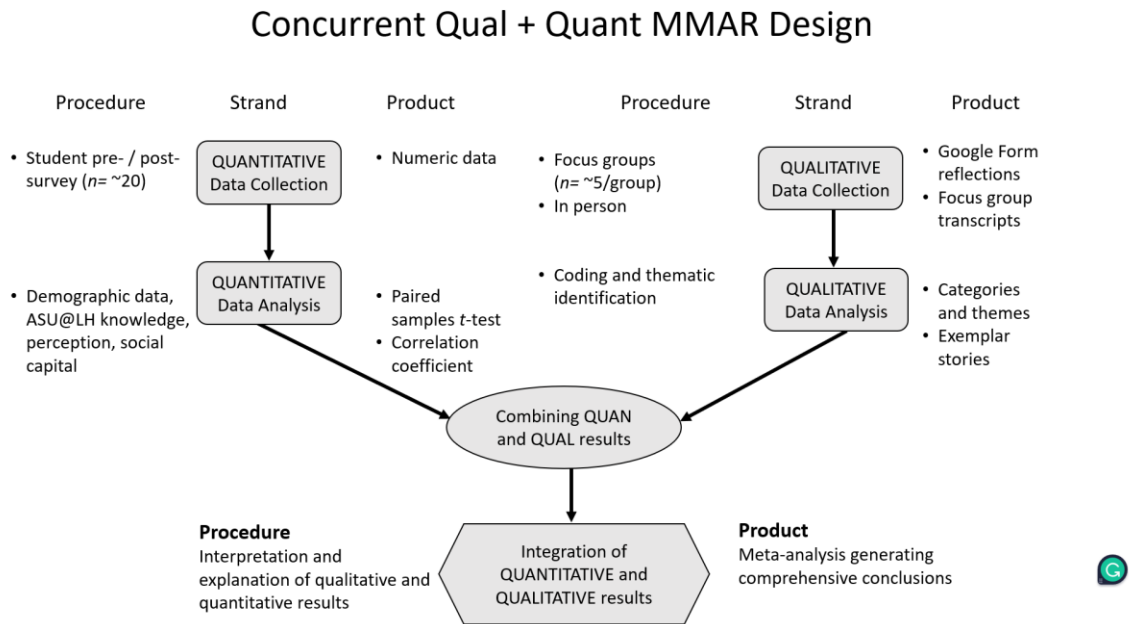 Concurrent Qual + Quant MMAR Design
Procedure
Strand
Product
Procedure
Strand
Product
• Student pre- / post-
survey (n= ~20)
QUANTITATIVE
Data Collection
• Numeric data
• Focus groups
(n= ~5/group)
• In person
QUALITATIVE
Data Collection
• Google Form
reflections
• Focus group
transcripts
• Demographic data,
ASU@LH knowledge,
perception, social
capital
QUANTITATIVE
Data Analysis
• Paired
samples t-test
• Correlation
coefficient
• Coding and thematic
identification
QUALITATIVE
Data Analysis
• Categories
and themes
• Exemplar
stories
Combining QUAN
and QUAL results
Procedure
Interpretation and
explanation of qualitative and
quantitative results
Integration of
QUANTITATIVE and
QUALITATIVE results
Product
Meta-analysis generating
comprehensive conclusions
G